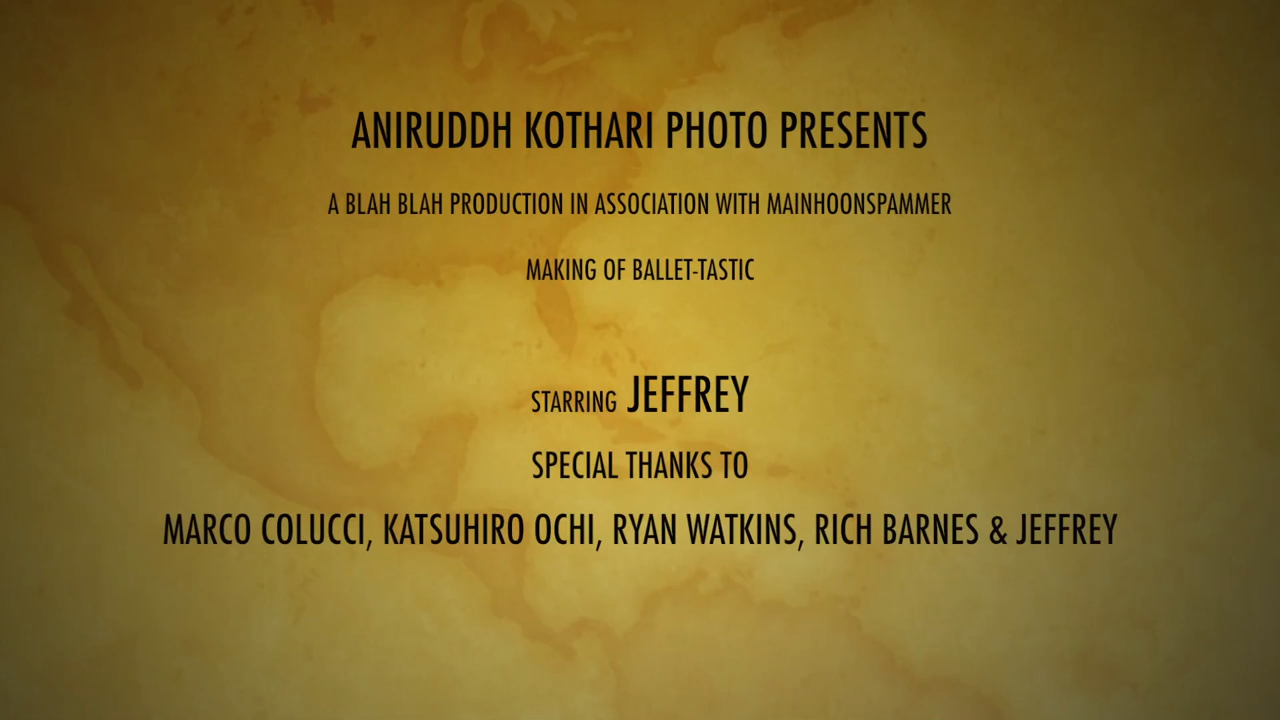 ANIRUDDH KOTHARI PHOTO PRESENTS
A BLAH BLAH PRODUCTION IN ASSOCIATION WITH MAINHOONSPAMMER
MAKING OF BALLET-TASTIC
STARRING JEFFREY
SPECIAL THANKS TO
MARCO COLUCCI, KATSUHIRO OCHI, RYAN WATKINS, RICH BARNES & JEFFREY